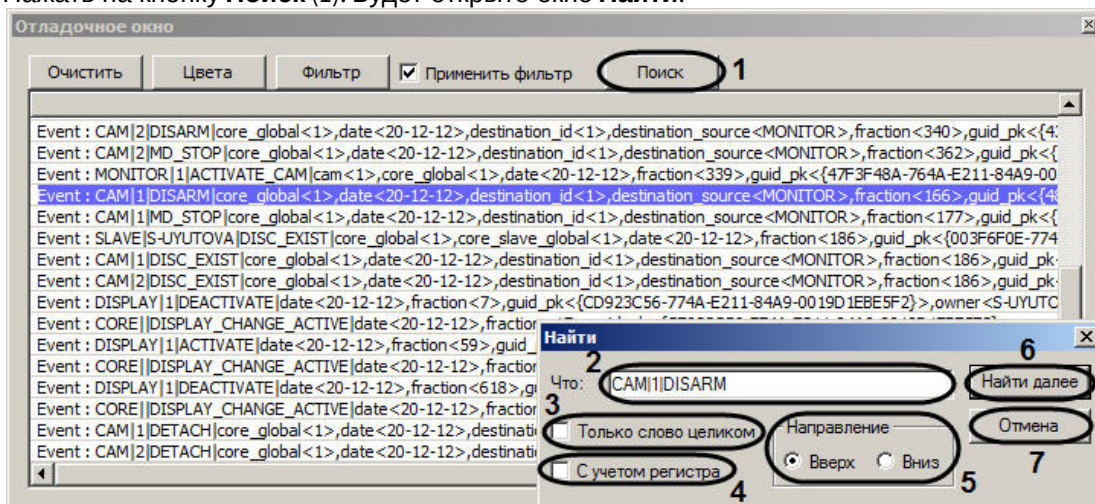 Нажать на кнопку Поиск (1). Будет открыто окно Найти.
Отладочное окно
Очистить Цвета Фильтр Применить фильтр Поиск 1
Event : CAM|2|DISARM|core_global<1>,date<20-12-12>,destination_id<1>,destination_source<MONITOR>,fraction<340>,guid_pk<{43
Event : CAM|2|MD_STOP|core_global<1>,date<20-12-12>,destination_id<1>,destination_source<MONITOR>,fraction<362>,guid_pk<{
Event : MONITOR|1|ACTIVATE_CAM|cam<1>,core_global<1>,date<20-12-12>,fraction<339>,guid_pk<{47F3F48A-764A-E211-84A9-00
Event : CAM|1|DISARM|core_global<1>,date<20-12-12>,destination_id<1>,destination_source<MONITOR>,fraction<166>,guid_pk<{48
Event : CAM|1|MD_STOP|core_global<1>,date<20-12-12>,destination_id<1>,destination_source<MONITOR>,fraction<177>,guid_pk<{
Event : SLAVE|S-UYUTOVA|DISC_EXIST|core_global<1>,core_slave_global<1>,date<20-12-12>,fraction<186>,guid_pk<{003F6F0E-774
Event : CAM|1|DISC_EXIST|core_global<1>,date<20-12-12>,destination_id<1>,destination_source<MONITOR>,fraction<186>,guid_pk
Event : CAM|2|DISC_EXIST|core_global<1>,date<20-12-12>,destination_id<1>,destination_source<MONITOR>,fraction<186>,guid_pk
Event : DISPLAY|1|DEACTIVATE|date<20-12-12>,fraction<7>,guid_pk<{CD923C56-774A-E211-84A9-0019D1E8E5F2}>,owner<S-UYUTO
Event : CORE||DISPLAY_CHANGE_ACTIVE|date<20-12-12>,fraction
Event : DISPLAY|1|ACTIVATE|date<20-12-12>,fraction<59>,guid_
Event : CORE||DISPLAY_CHANGE_ACTIVE|date<20-12-12>,fraction
Event : DISPLAY|1|DEACTIVATE|date<20-12-12>,fraction<618>,gu
Event : CORE||DISPLAY_CHANGE_ACTIVE|date<20-12-12>,fraction
Event : CAM|1|DETACH|core_global<1>,date<20-12-12>,destinati
Event : CAM|2|DETACH|core_global<1>,date<20-12-12>,destinati
Найти
2 6
Что: CAM|1|DISARM Найти далее
3
Только слово целиком Направление Отмена
С учетом регистра Вверх Вниз 7
4 5